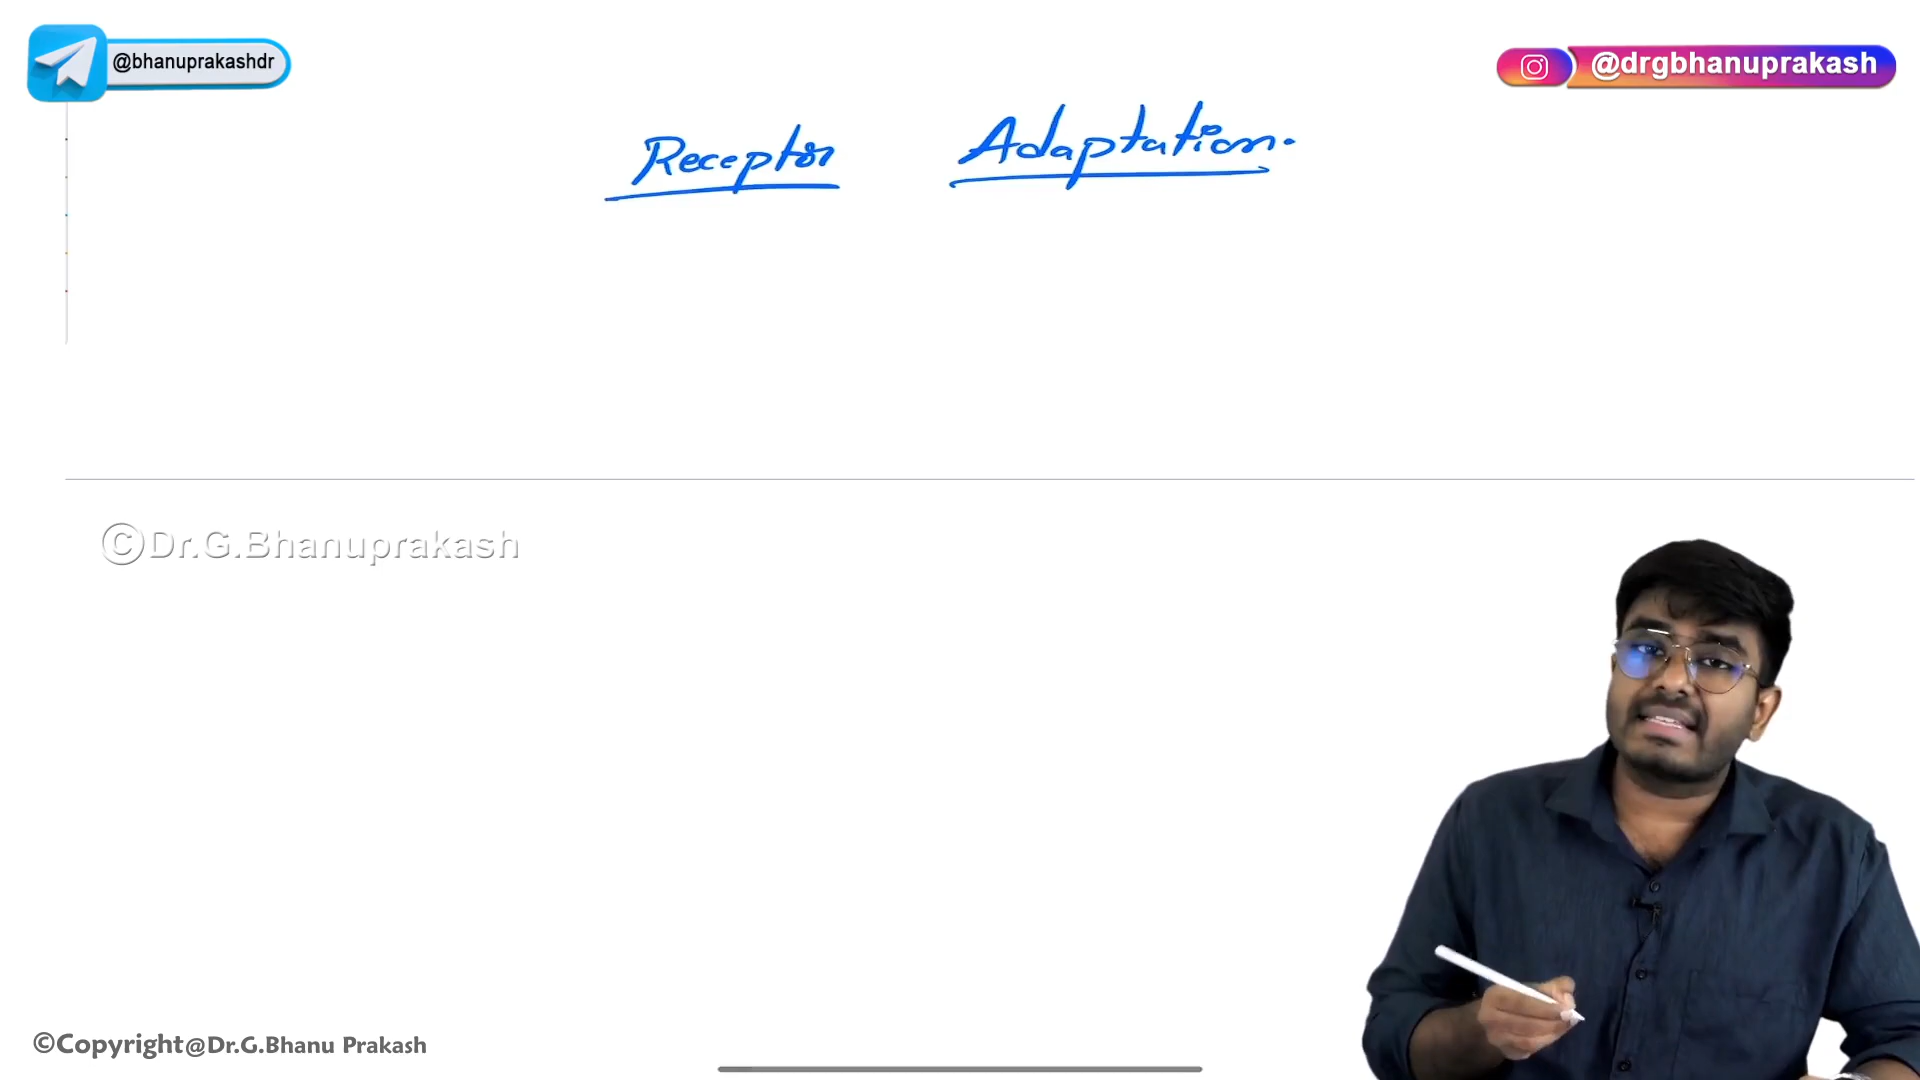 @bhanuprakashdr
@drgbhanuprakash
Receptor Adaptation.
©Dr.G.Bhanuprakash
©Copyright@Dr.G.Bhanu Prakash